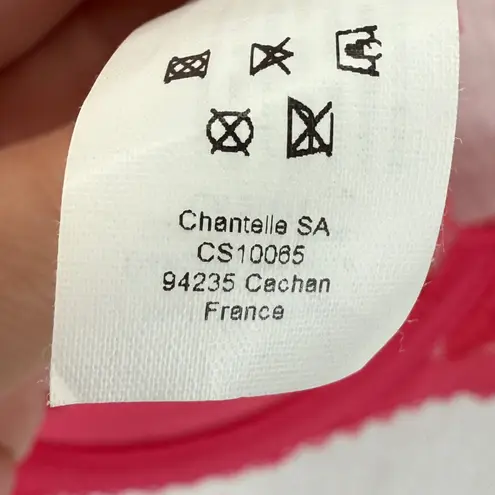 Chantelle SA
CS10065
94235 Cachan
France